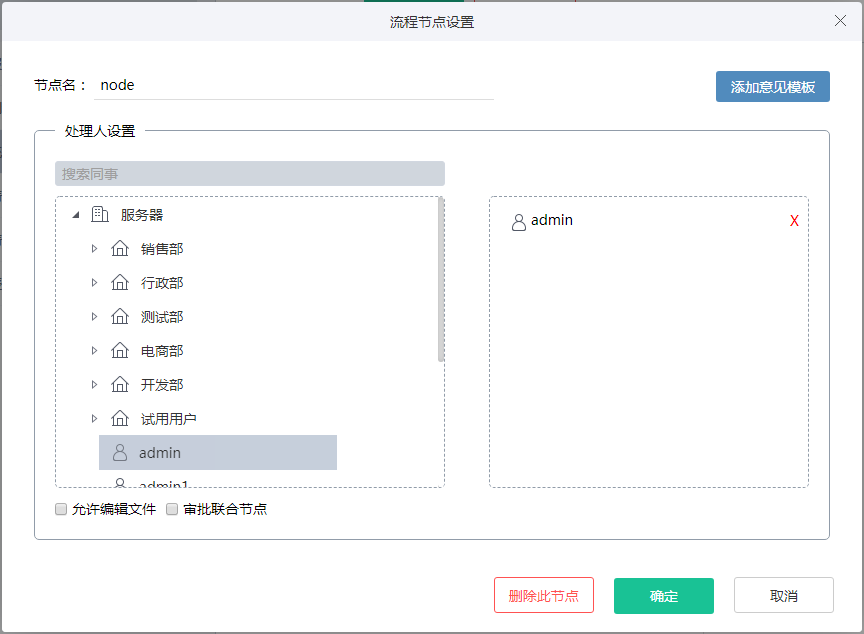 流程节点设置
节点名： node
添加意见模板
处理人设置
搜索同事
服务器
销售部
行政部
测试部
电商部
开发部
试用用户
admin
admin1
admin
X
允许编辑文件 审批联合节点
删除此节点 确定 取消